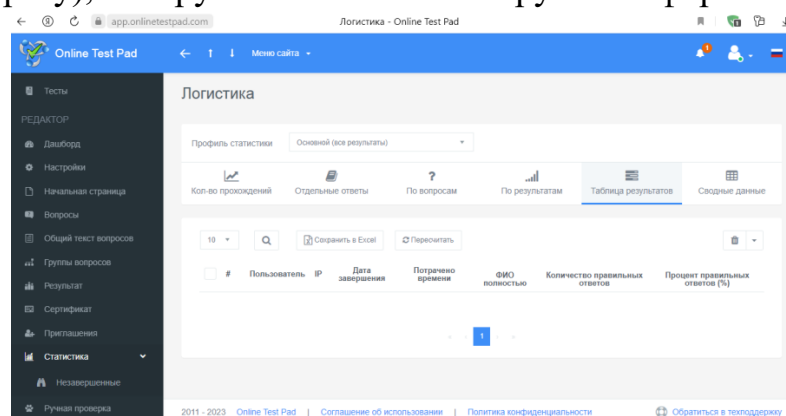 app.onlinetestpad.com
Логистика - Online Test Pad
Online Test Pad
Меню сайта
1
Тесты
Логистика
РЕДАКТОР
Дашборд
Настройки
Начальная страница
Вопросы
Общий текст вопросов
Группы вопросов
Результат
Сертификат
Приглашения
Статистика
Незавершенные
Ручная проверка
Профиль статистики Основной (все результаты)
Кол-во прохождений Отдельные ответы По вопросам По результатам Таблица результатов Сводные данные
10 Сохранить в Excel Пересчитать
# Пользователь IP Дата завершения Потрачено времени ФИО полностью Количество правильных ответов Процент правильных ответов (%)
« ‹ 1 › »
2011 - 2023 Online Test Pad | Соглашение об использовании | Политика конфиденциальности Обратиться в техподдержку